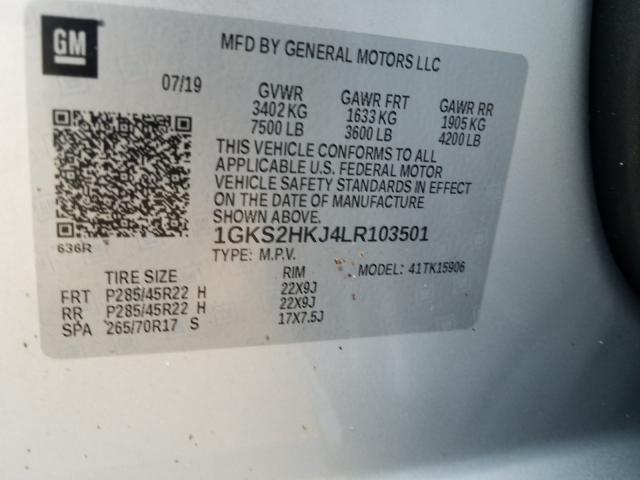 GM
MFD BY GENERAL MOTORS LLC
07/19
GVWR GAWR FRT GAWR RR
3402 KG 1633 KG 1905 KG
7500 LB 3600 LB 4200 LB
THIS VEHICLE CONFORMS TO ALL
APPLICABLE U.S. FEDERAL MOTOR
VEHICLE SAFETY STANDARDS IN EFFECT
ON THE DATE OF MANUFACTURE
SHOWN ABOVE.
1GKS2HKJ4LR103501
636R
TYPE: M.P.V. MODEL: 41TK15906
TIRE SIZE RIM
FRT P285/45R22 H 22X9J
RR P285/45R22 H 22X9J
SPA 265/70R17 S 17X7.5J